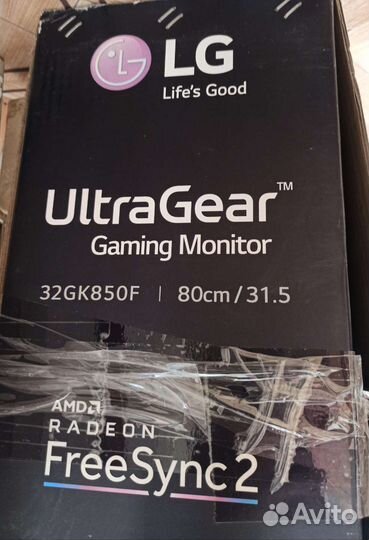 LG
Life's Good
UltraGear™
Gaming Monitor
32GK850F | 80cm/31.5
AMD
RADEON
FreeSync 2
Avito